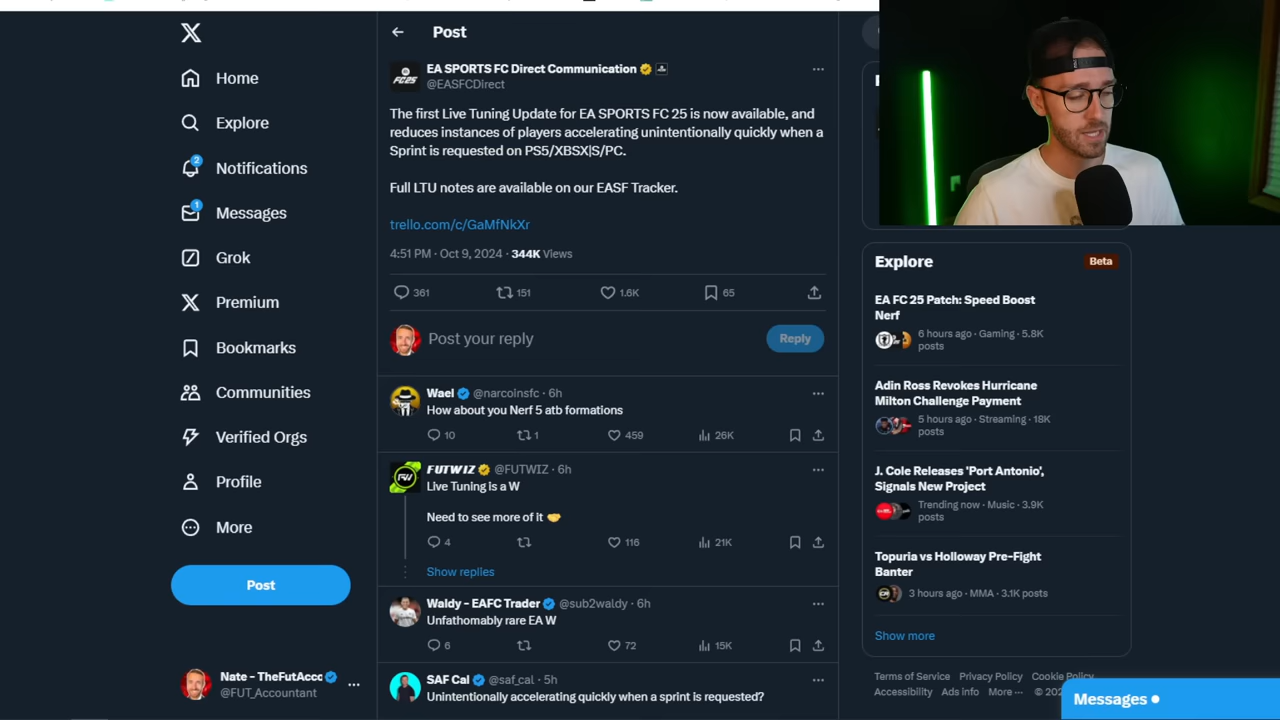 Post
EA SPORTS FC Direct Communication
@EASFCDirect
FC25
The first Live Tuning Update for EA SPORTS FC 25 is now available, and
reduces instances of players accelerating unintentionally quickly when a
Sprint is requested on PS5/XBSX|S/PC.
Full LTU notes are available on our EASF Tracker.
trello.com/c/GaMfNkXr
4:51 PM · Oct 9, 2024 · 344K Views
361 151 1.6K 65
Post your reply
Reply
Wael @narcoinsfc · 6h
How about you Nerf 5 atb formations
10 1 459 26K
FUTWIZ @FUTWIZ · 6h
Live Tuning is a W
Need to see more of it
4 116 21K
Show replies
Waldy - EAFC Trader @sub2waldy · 6h
Unfathomably rare EA W
6 72 15K
SAF Cal @saf_cal · 5h
Unintentionally accelerating quickly when a sprint is requested?
Home
Explore
2
Notifications
1
Messages
Grok
Premium
Bookmarks
Communities
Verified Orgs
Profile
More
Post
Nate - TheFutAcc
@FUT_Accountant
Explore
Beta
EA FC 25 Patch: Speed Boost
Nerf
6 hours ago · Gaming · 5.8K
posts
Adin Ross Revokes Hurricane
Milton Challenge Payment
5 hours ago · Streaming · 18K
posts
J. Cole Releases 'Port Antonio',
Signals New Project
Trending now · Music · 3.9K
posts
Topuria vs Holloway Pre-Fight
Banter
3 hours ago · MMA · 3.1K posts
Show more
Terms of Service Privacy Policy Cookie Policy
Accessibility Ads info More ··· ©
Messages